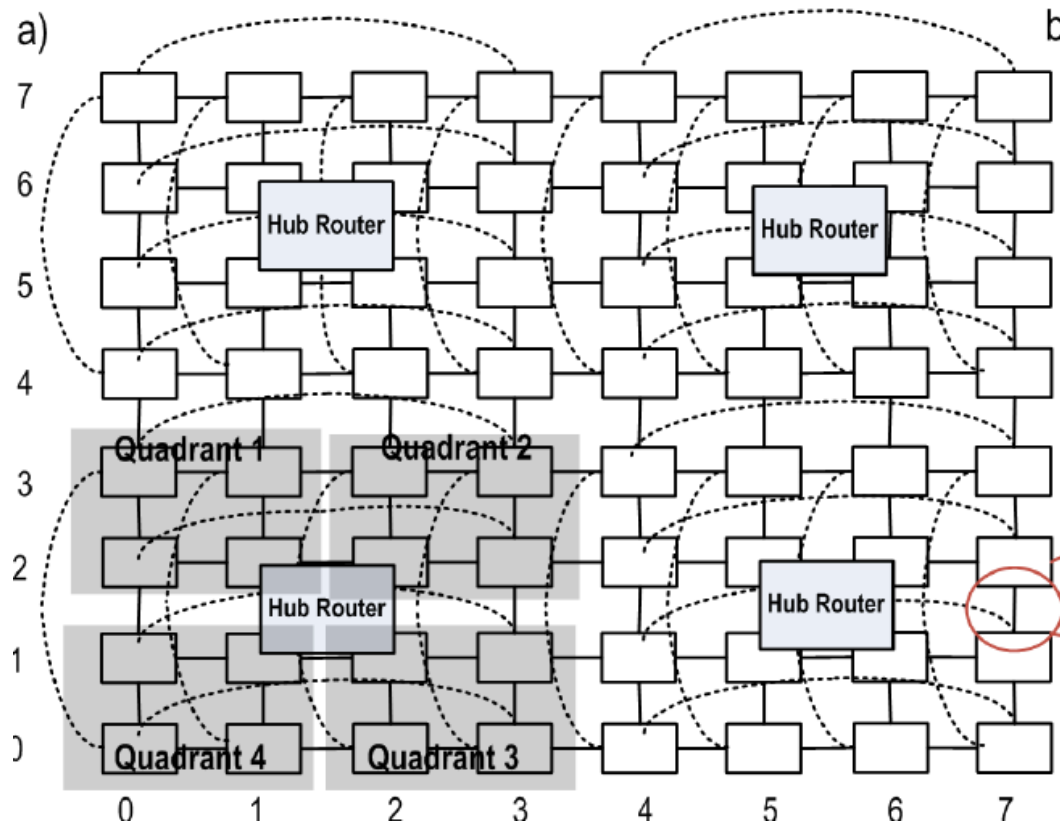 a)
b
7
6
Hub Router
Hub Router
5
4
Quadrant 1
Quadrant 2
3
2
Hub Router
Hub Router
1
0
Quadrant 4
Quadrant 3
0 1 2 3 4 5 6 7